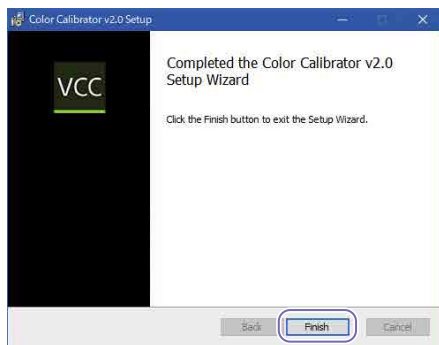 Color Calibrator v2.0 Setup
VCC
Completed the Color Calibrator v2.0
Setup Wizard
Click the Finish button to exit the Setup Wizard.
Back
Finish
Cancel